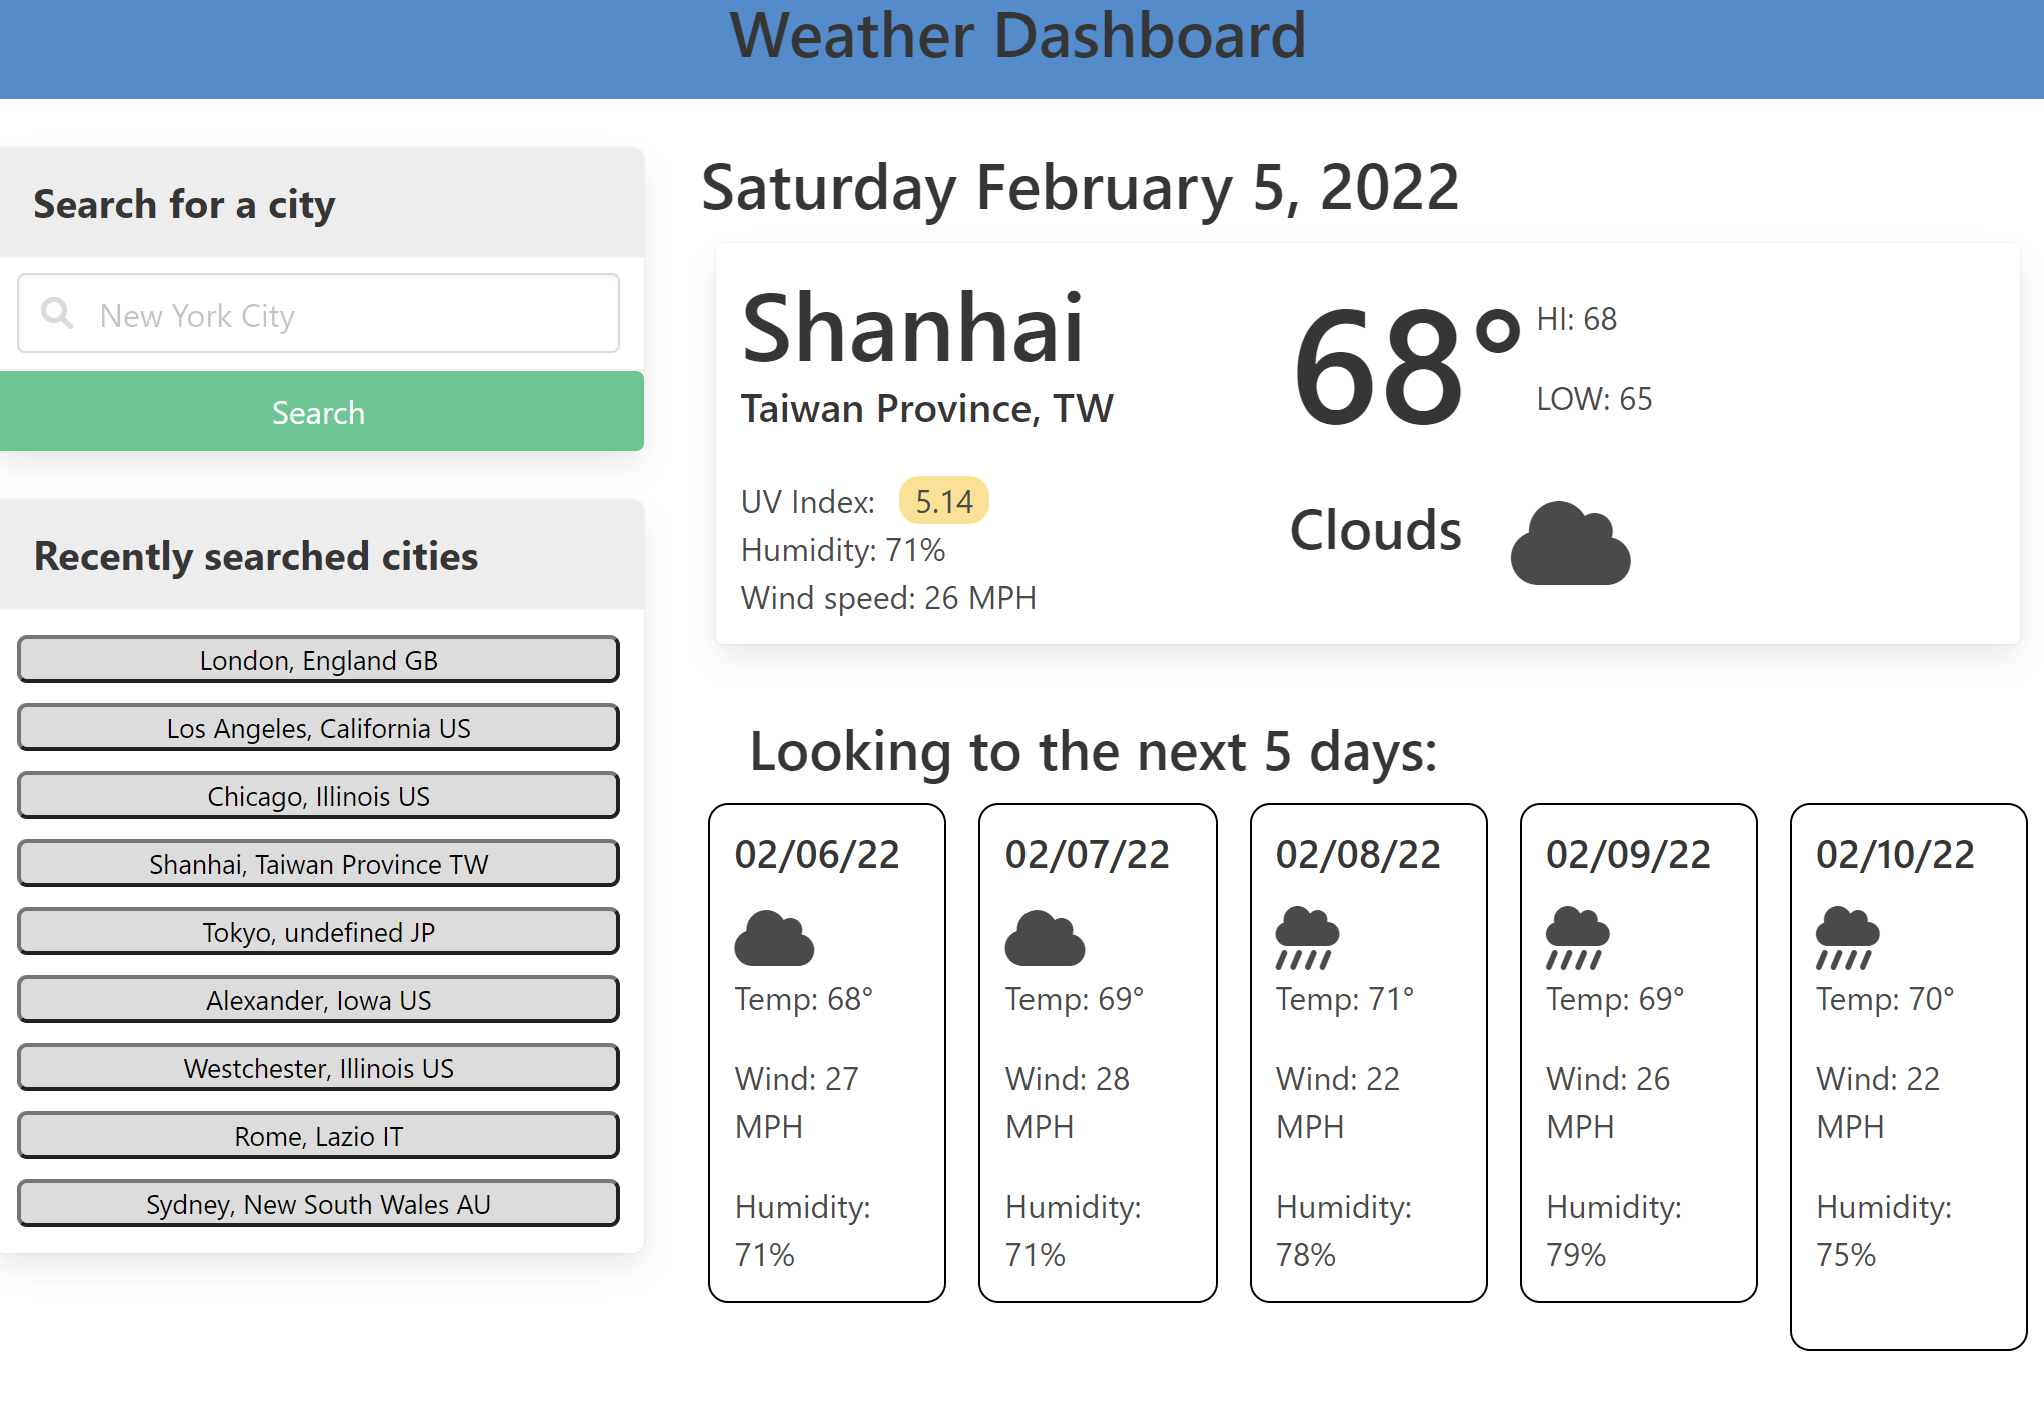 Weather Dashboard
Search for a city
New York City
Search
Recently searched cities
London, England GB
Los Angeles, California US
Chicago, Illinois US
Shanhai, Taiwan Province TW
Tokyo, undefined JP
Alexander, Iowa US
Westchester, Illinois US
Rome, Lazio IT
Sydney, New South Wales AU
Saturday February 5, 2022
Shanhai
Taiwan Province, TW
UV Index: 5.14
Humidity: 71%
Wind speed: 26 MPH
68°
HI: 68
LOW: 65
Clouds
Looking to the next 5 days:
02/06/22
Temp: 68°
Wind: 27
MPH
Humidity:
71%
02/07/22
Temp: 69°
Wind: 28
MPH
Humidity:
71%
02/08/22
Temp: 71°
Wind: 22
MPH
Humidity:
78%
02/09/22
Temp: 69°
Wind: 26
MPH
Humidity:
79%
02/10/22
Temp: 70°
Wind: 22
MPH
Humidity:
75%